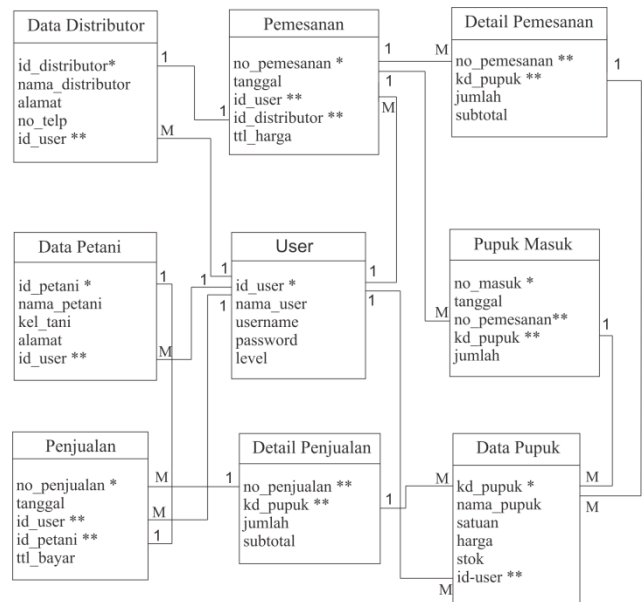 Data Distributor
id_distributor*
nama_distributor
alamat
no_telp
id_user **
Pemesanan
no_pemesanan *
tanggal
id_user **
id_distributor **
ttl_harga
Detail Pemesanan
no_pemesanan **
kd_pupuk **
jumlah
subtotal
1
1
M
1
M
1
M
1
M
Data Petani
id_petani *
nama_petani
kel_tani
alamat
id_user **
User
id_user *
nama_user
username
password
level
Pupuk Masuk
no_masuk *
tanggal
no_pemesanan**
kd_pupuk **
jumlah
1
M
1
1
1
1
1
M
1
Penjualan
no_penjualan *
tanggal
id_user **
id_petani **
ttl_bayar
Detail Penjualan
no_penjualan **
kd_pupuk **
jumlah
subtotal
Data Pupuk
kd_pupuk *
nama_pupuk
satuan
harga
stok
id-user **
M
M
1
1
1
M
M
M
M